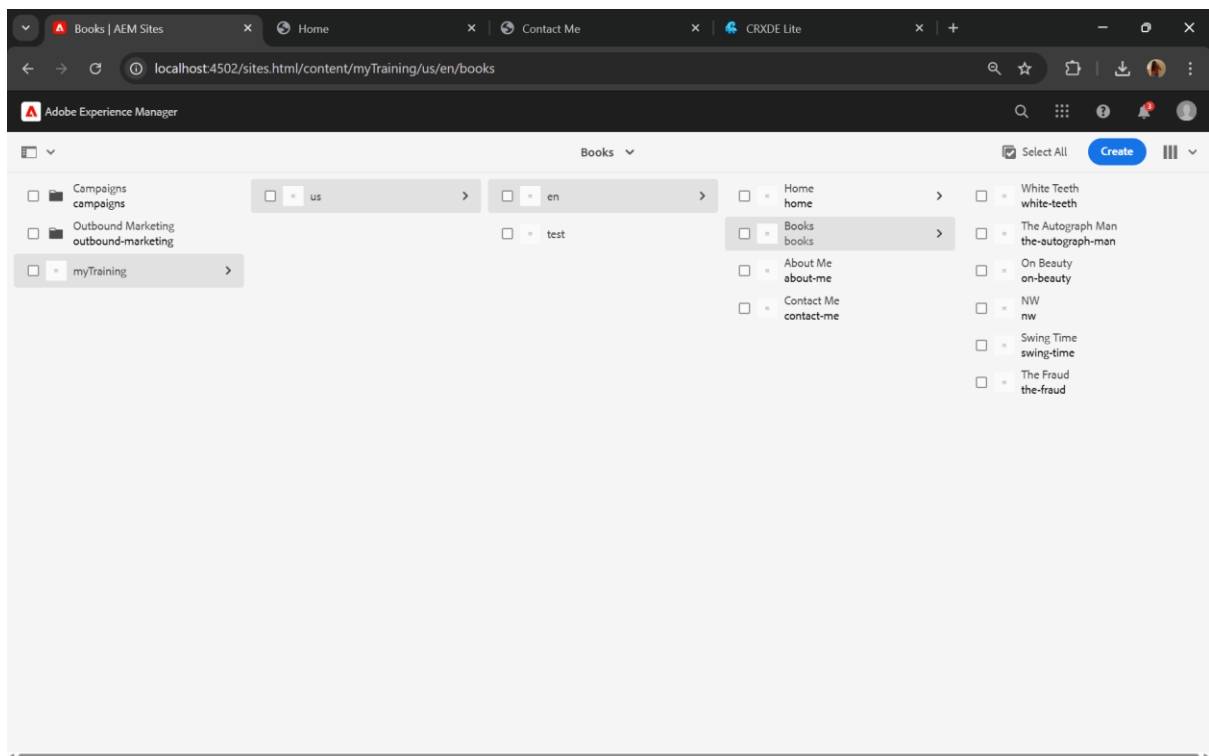 Books | AEM Sites
Home
Contact Me
CRXDE Lite
localhost:4502/sites.html/content/myTraining/us/en/books
Adobe Experience Manager
3
Books
Select All
Create
Campaigns
campaigns
Outbound Marketing
outbound-marketing
myTraining
us
en
test
Home
home
Books
books
About Me
about-me
Contact Me
contact-me
White Teeth
white-teeth
The Autograph Man
the-autograph-man
On Beauty
on-beauty
NW
nw
Swing Time
swing-time
The Fraud
the-fraud